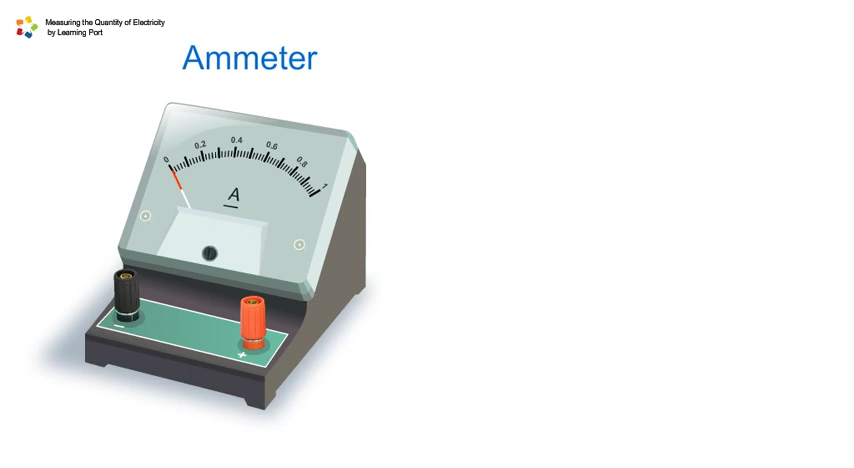 Measuring the Quantity of Electricity
by Learning Port
Ammeter
0 0.2 0.4 0.6 0.8 1
A
− +